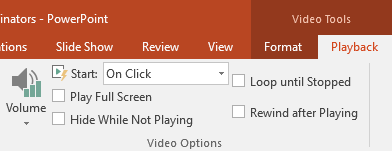 inators - PowerPoint
Video Tools
tions Slide Show Review View Format Playback
Start: On Click
Loop until Stopped
Volume
Play Full Screen
Rewind after Playing
Hide While Not Playing
Video Options